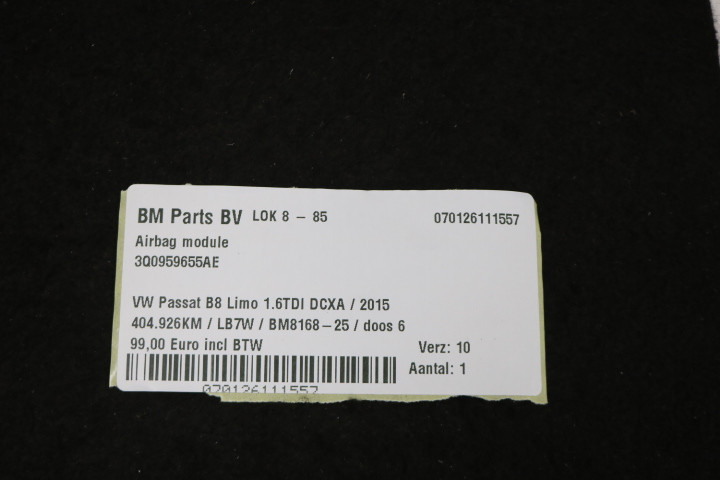 BM Parts BV LOK 8 - 85 070126111557
Airbag module
3Q0959655AE
VW Passat B8 Limo 1.6TDI DCXA / 2015
404.926KM / LB7W / BM8168-25 / doos 6
99,00 Euro incl BTW Verz: 10
Aantal: 1
070126111557